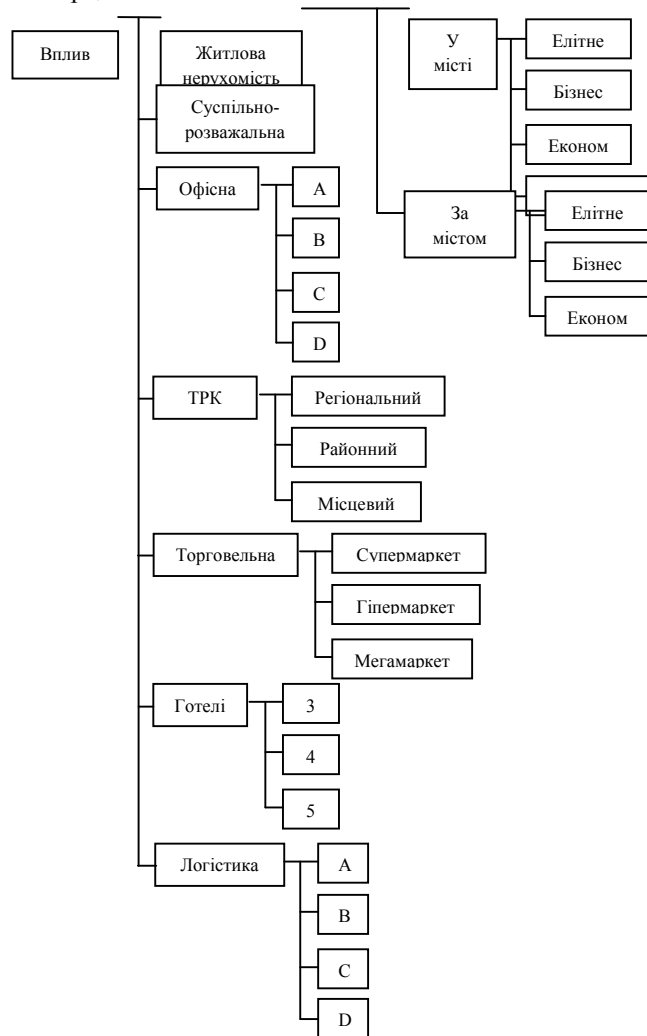 Вплив
Житлова
нерухомість
Суспільно-
розважальна
Офісна
A
B
C
D
ТРК
Регіональний
Районний
Місцевий
Торговельна
Супермаркет
Гіпермаркет
Мегамаркет
Готелі
3
4
5
Логістика
A
B
C
D
У
місті
Елітне
Бізнес
Економ
За
містом
Елітне
Бізнес
Економ